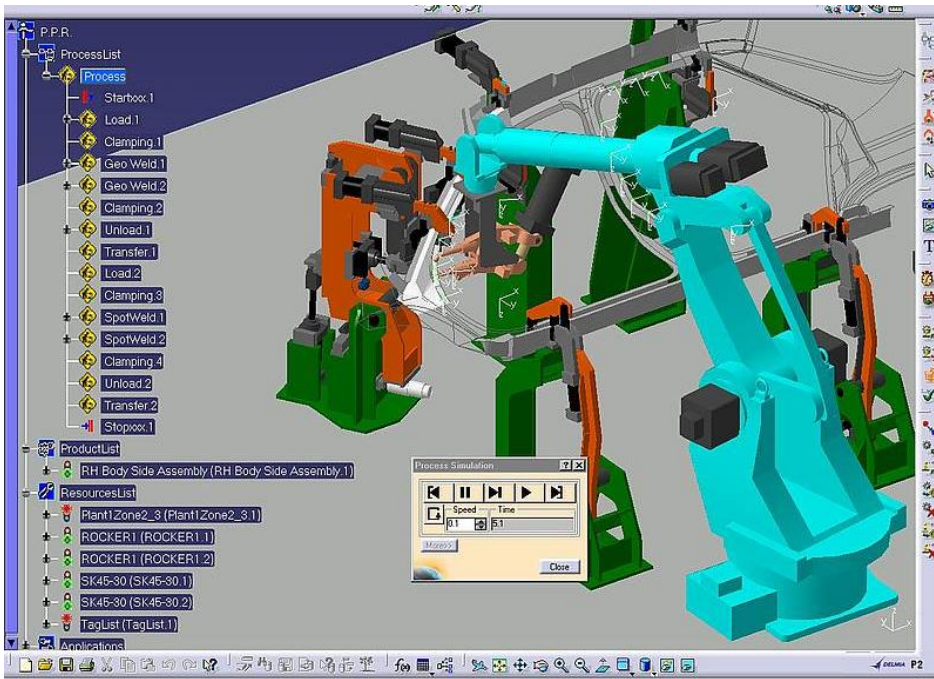 P.P.R.
ProcessList
Process
Startxxx.1
Load.1
Clamping.1
Geo Weld.1
Geo Weld.2
Clamping.2
Unload.1
Transfer.1
Load.2
Clamping.3
SpotWeld.1
SpotWeld.2
Clamping.4
Unload.2
Transfer.2
Stopxxx.1
ProductList
RH Body Side Assembly (RH Body Side Assembly.1)
ResourcesList
Plant1Zone2_3 (Plant1Zone2_3.1)
ROCKER1 (ROCKER1.1)
ROCKER1 (ROCKER1.2)
SK45-30 (SK45-30.1)
SK45-30 (SK45-30.2)
TagList (TagList.1)
Applications
Process Simulation
Speed Time
0.1 5.1
More>>
Close
DELMIA P2